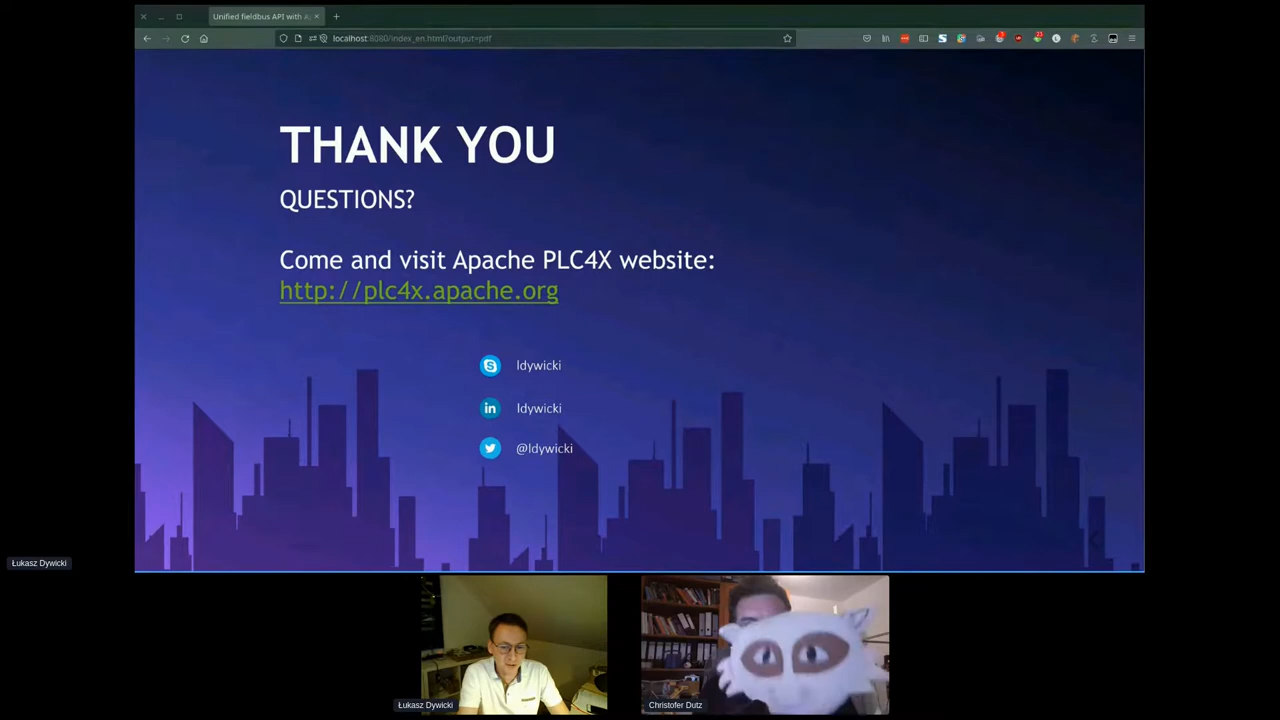 Unified fieldbus API with A
localhost:8080/index_en.html?output=pdf
THANK YOU
QUESTIONS?
Come and visit Apache PLC4X website:
http://plc4x.apache.org
ldywicki
ldywicki
@ldywicki
Łukasz Dywicki
Łukasz Dywicki
Christofer Dutz